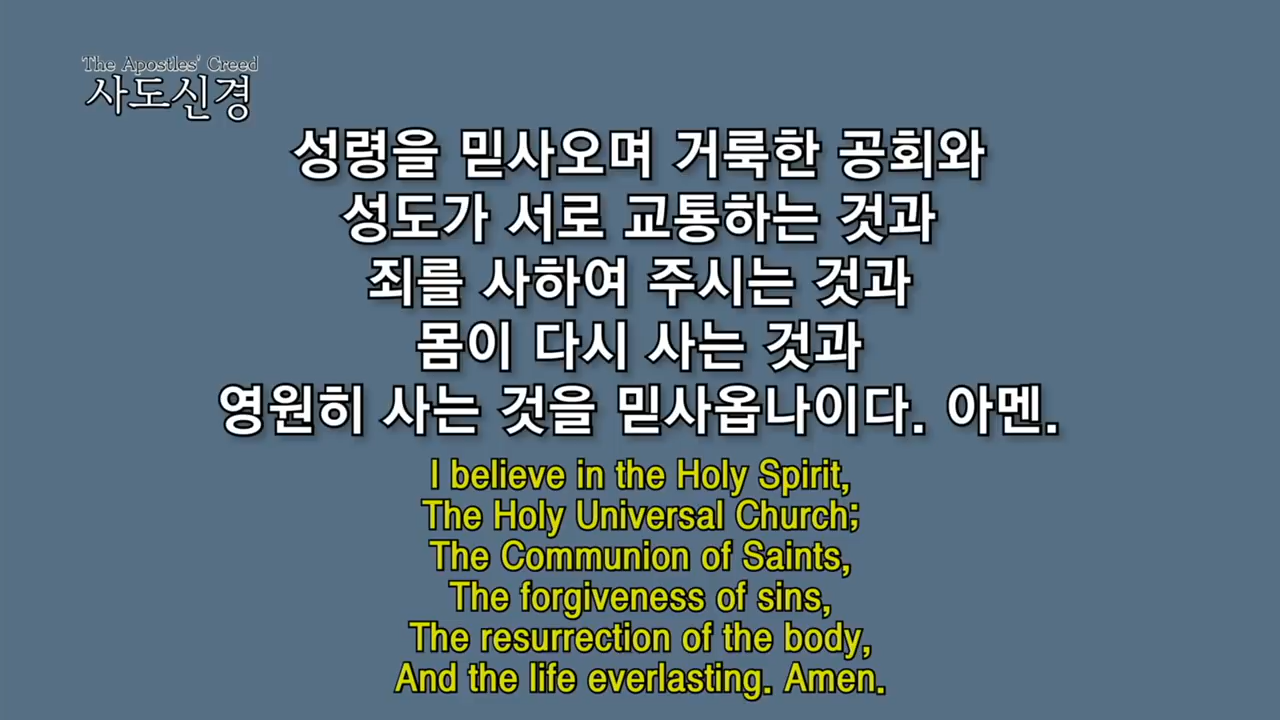 The Apostles' Creed
사도신경
성령을 믿사오며 거룩한 공회와
성도가 서로 교통하는 것과
죄를 사하여 주시는 것과
몸이 다시 사는 것과
영원히 사는 것을 믿사옵나이다. 아멘.
I believe in the Holy Spirit,
The Holy Universal Church;
The Communion of Saints,
The forgiveness of sins,
The resurrection of the body,
And the life everlasting. Amen.